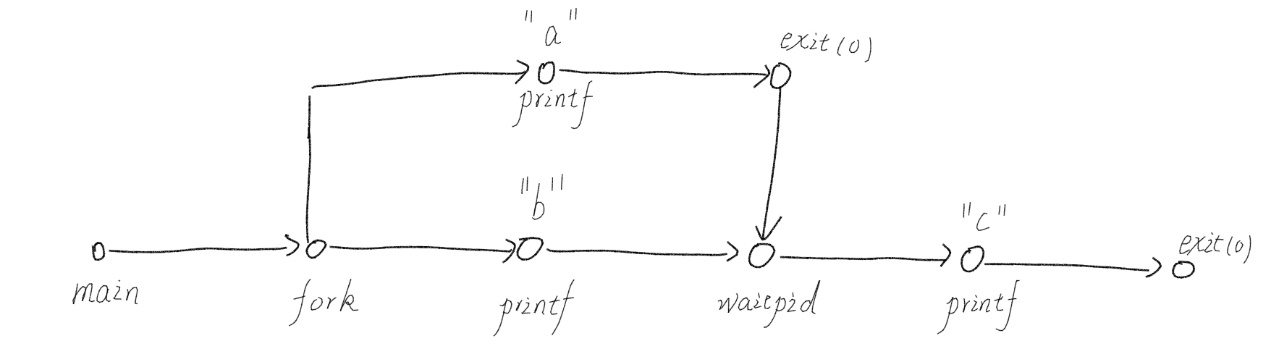 "a"
exit(0)
printf
"b"
"c"
exit(0)
main
fork
printf
waitpid
printf